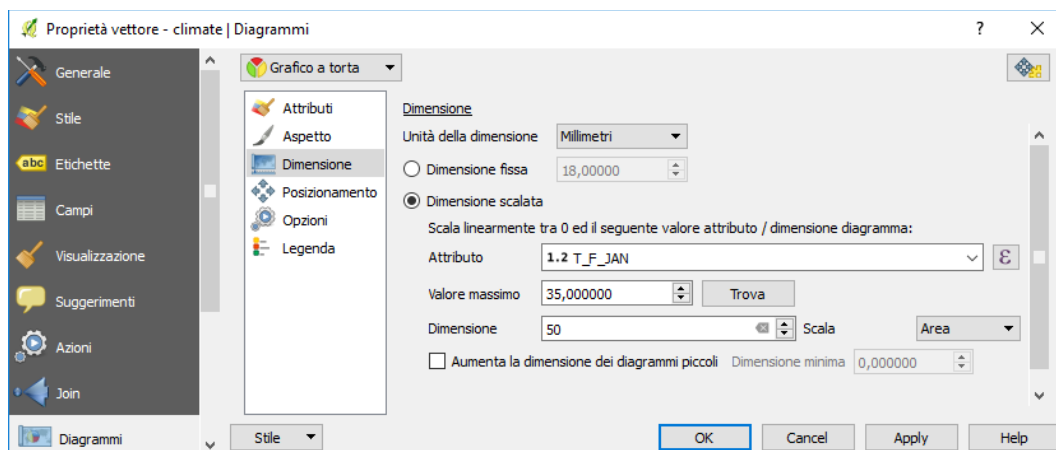 Proprietà vettore - climate | Diagrammi
?
Generale
Stile
abc Etichette
Campi
Visualizzazione
Suggerimenti
Azioni
Join
Diagrammi
Grafico a torta
Attributi
Aspetto
Dimensione
Posizionamento
Opzioni
Legenda
Dimensione
Unità della dimensione Millimetri
Dimensione fissa 18,00000
Dimensione scalata
Scala linearmente tra 0 ed il seguente valore attributo / dimensione diagramma:
Attributo 1.2 T_F_JAN ε
Valore massimo 35,000000 Trova
Dimensione 50 Scala Area
Aumenta la dimensione dei diagrammi piccoli Dimensione minima 0,000000
Stile OK Cancel Apply Help